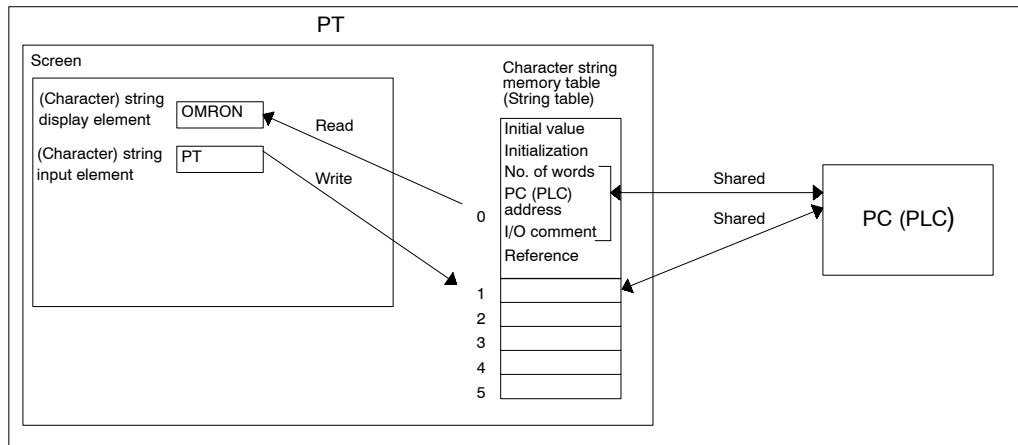 PT
Screen
(Character) string
display element
OMRON
(Character) string
input element
PT
Read
Write
Character string
memory table
(String table)
0
Initial value
Initialization
No. of words
PC (PLC)
address
I/O comment
Reference
1
2
3
4
5
Shared
Shared
PC (PLC)